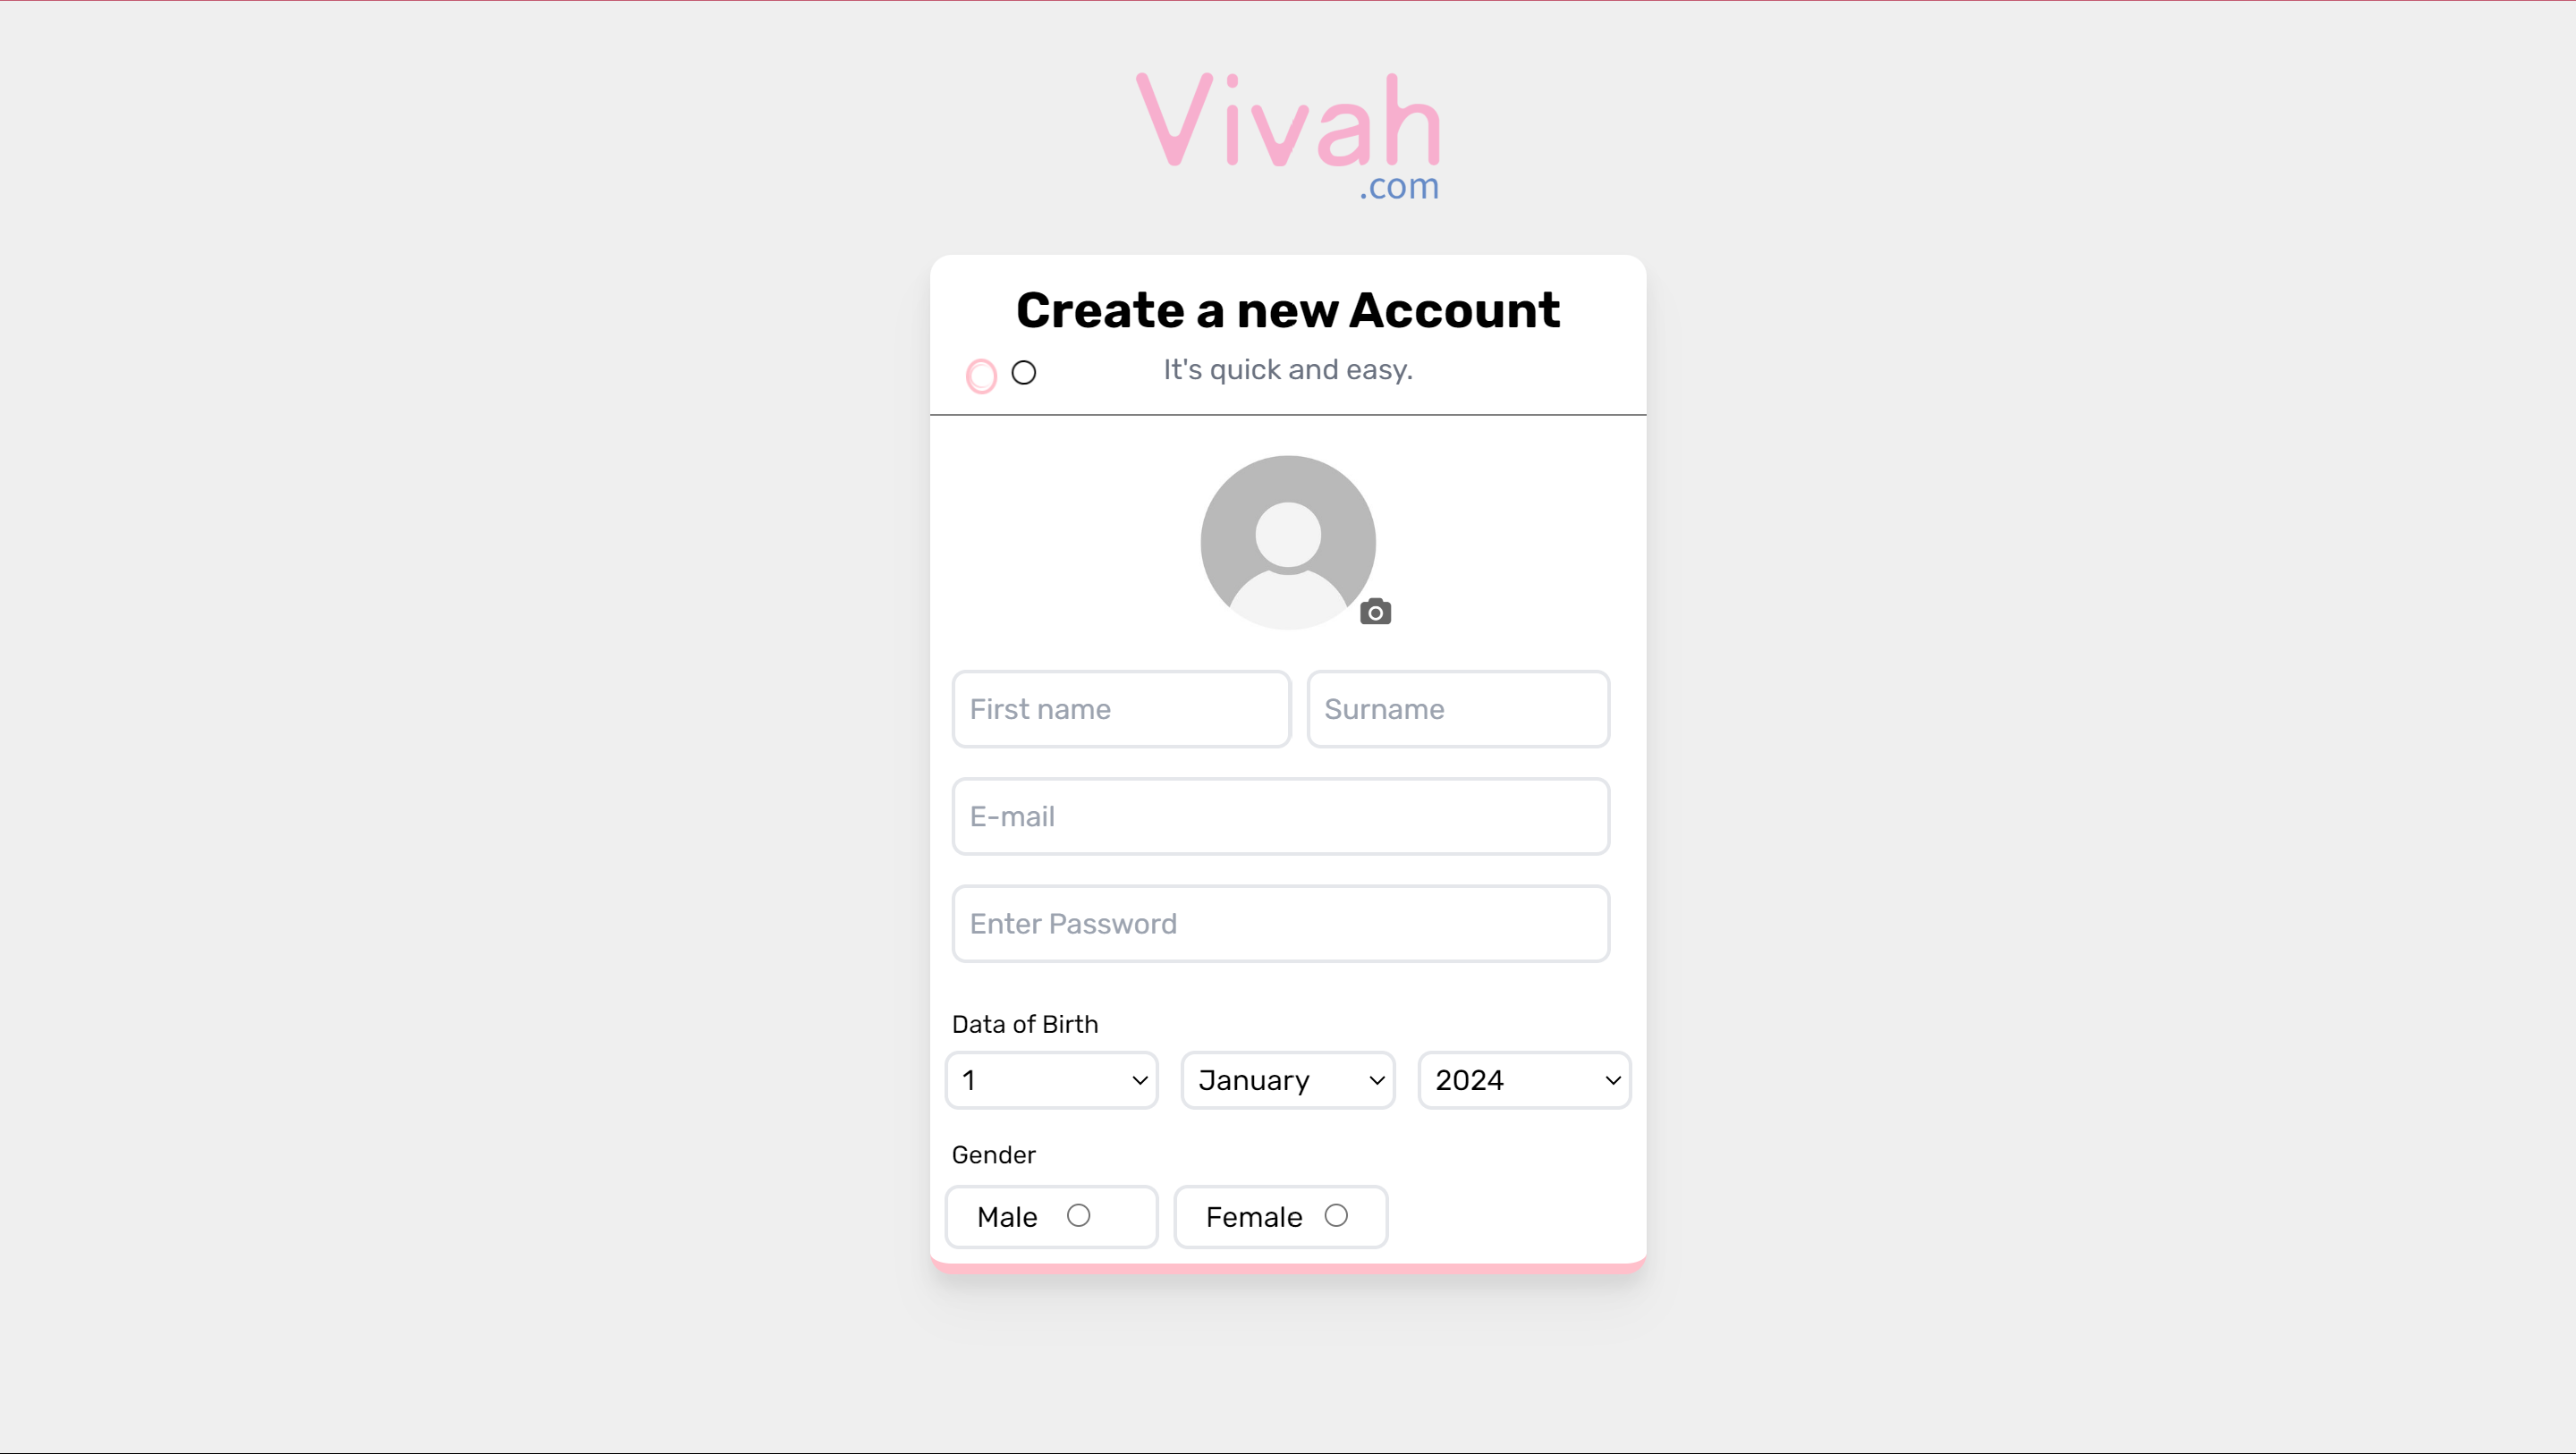 Vivah
.com
Create a new Account
It's quick and easy.
First name Surname
E-mail
Enter Password
Data of Birth
1 January 2024
Gender
Male Female